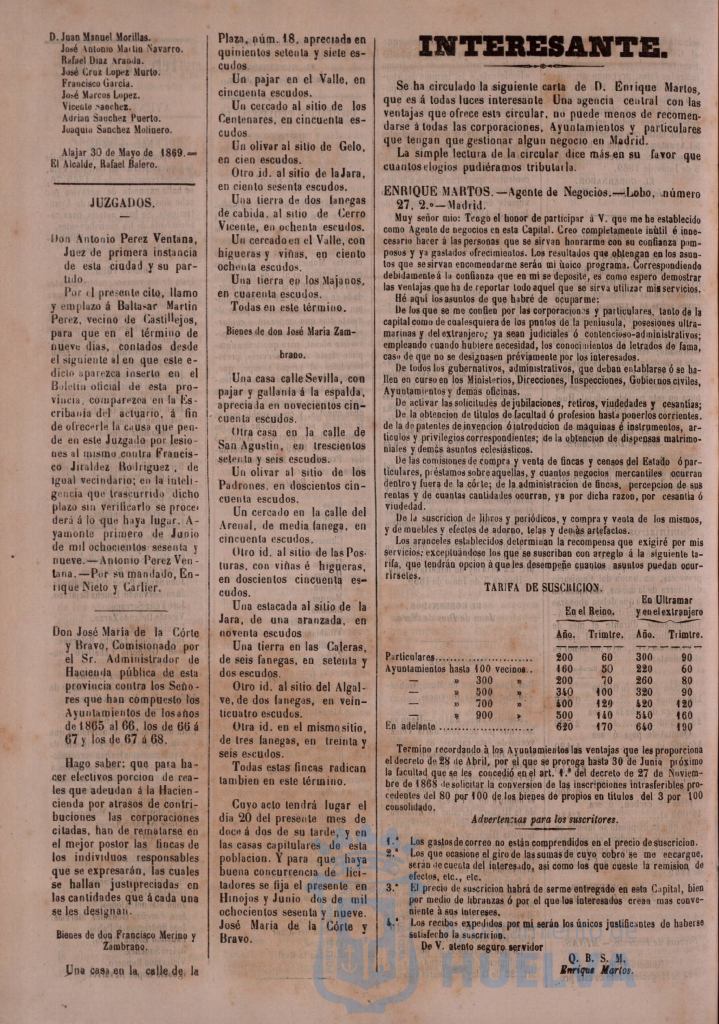 D. Juan Manuel Morillas.
José Antonio Martin Navarro.
Rafael Diaz Aranda.
José Cruz Lopez Murto.
Francisco Garcia.
José Marcos Lopez.
Vicente Sanchez.
Adrian Sanchez Puerto.
Joaquin Sanchez Molinero.
Alajar 30 de Mayo de 1869.—
El Alcalde, Rafael Balero.
JUZGADOS.
Don Antonio Perez Ventana,
Juez de primera instancia
de esta ciudad y su par-
tido.
Por el presente cito, llamo
y emplazo á Baltasar Martin
Perez, vecino de Castillejos,
para que en el término de
nueve dias, contados desde
el siguiente al en que este e-
dicto aparezca inserto en el
Boletin oficial de esta pro-
vincia, comparezca en la Es-
cribania del actuario, á fin
de ofrecerle la causa que pen-
de en este Juzgado por lesio-
nes al mismo contra Francis-
co Jiraldez Rodriguez, de
igual vecindario; en la inteli-
gencia que trascurrido dicho
plazo sin verificarlo se proce-
derá á lo que haya lugar. A-
yamonte primero de Junio
de mil ochocientos sesenta y
nueve.—Antonio Perez Ven-
tana.—Por su mandado, En-
rique Nieto y Carlier.
Don José Maria de la Córte
y Bravo, Comisionado por
el Sr. Administrador de
Hacienda pública de esta
provincia contra los Seño-
res que han compuesto los
Ayuntamientos de los años
de 1865 al 66, los de 66 á
67 y los de 67 á 68.
Hago saber: que para ha-
cer efectivos porcion de rea-
les que adeudan á la Hacien-
cienda por atrasos de contri-
buciones las corporaciones
citadas, han de rematarse en
el mejor postor las fincas de
los individuos responsables
que se expresarán, las cuales
se hallan justipreciadas en
las cantidades que á cada una
se les designan.
Bienes de don Francisco Merino y
Zambrano.
Una casa en la calle de la
Plaza, núm. 18, apreciada en
quinientos setenta y siete es-
cudos.
Un pajar en el Valle, en
cincuenta escudos.
Un cercado al sitio de los
Centenares, en cincuenta es-
cudos
Un olivar al sitio de Gelo,
en cien escudos.
Otro id. al sitio de la Jara,
en ciento sesenta escudos.
Una tierra de dos fanegas
de cabida, al sitio de Cerro
Vicente, en ochenta escudos.
Un cercado en el Valle, con
higueras y viñas, en ciento
ochenta escudos.
Una tierra en los Majanos,
en cuarenta escudos.
Todas en este término.
Bienes de don José Maria Zam-
brano.
Una casa calle Sevilla, con
pajar y gallania á la espalda,
apreciada en novecientos cin-
cuenta escudos.
Otra casa en la calle de
San Agustin, en trescientos
setenta y seis escudos.
Un olivar al sitio de los
Padrones, en doscientos cin-
cuenta escudos.
Un cercado en la calle del
Arenal, de media fanega, en
cincuenta escudos.
Otro id. al sitio de las Pos-
turas, con viñas é higueras,
en doscientos cincuenta es-
cudos.
Una estacada al sitio de la
Jara, de una aranzada, en
noventa escudos
Una tierra en las Caleras,
de seis fanegas, en setenta y
dos escudos.
Otro id. al sitio del Algal-
ve, de dos fanegas, en vein-
ticuatro escudos.
Otra id. en el mismo sitio,
de tres fanegas, en treinta y
seis escudos.
Todas estas fincas radican
tambien en este término.
Cuyo acto tendrá lugar el
dia 20 del presente mes de
doce á dos de su tarde, y en
las casas capitulares de esta
poblacion. Y para que haya
buena concurrencia de lici-
tadores se fija el presente en
Hinojos y Junio dos de mil
ochocientos sesenta y nueve.
José Maria de la Córte y
Bravo.
INTERESANTE.
Se ha circulado la siguiente carta de D. Enrique Martos,
que es á todas luces interesante Una agencia central con las
ventajas que ofrece esta circular, no puede menos de recomen-
darse á todas las corporaciones, Ayuntamientos y particulares
que tengan que gestionar algun negocio en Madrid.
La simple lectura de la circular dice más en su favor que
cuantos elogios pudiéramos tributarla.
ENRIQUE MARTOS.—Agente de Negocios.—Lobo, número
27, 2.º—Madrid.
Muy señor mio: Tengo el honor de participar á V. que me ha establecido
como Agente de negocios en esta Capital. Creo completamente inútil é inne-
cesario hacer á las personas que se sirvan honrarme con su confianza pom-
posos y ya gastados ofrecimientos. Los resultados que obtengan en los asun-
tos que se sirvan encomendarme serán mi único programa. Correspondiendo
debidamente á la confianza que en mi se deposite, es como espero demostrar
las ventajas que ha de reportar todo aquel que se sirva utilizar mis servicios.
Hé aquí los asuntos de que habré de ocuparme:
De los que se me confien por las corporaciones y particulares, tanto de la
capital como de cualesquiera de los puntos de la peninsula, posesiones ultra-
marinas y del extranjero; ya sean judiciales ó contencioso-administrativos;
empleando cuando hubiere necesidad, los conocimientos de letrados de fama,
caso de que no se designasen préviamente por los interesados.
De todos los gubernativos, administrativos, que deban entablarse ó se ha-
llen en curso en los Ministerios, Direcciones, Inspecciones, Gobiernos civiles,
Ayuntamientos y demás oficinas.
De activar las solicitudes de jubilaciones, retiros, viudedades y cesantías;
De la obtencion de titulos de facultad ó profesion hasta ponerlos corrientes,
de la de patentes de invencion ó introduccion de máquinas é instrumentos, ar-
tículos y privilegios correspondientes; de la obtencion de dispensas matrimo-
niales y demás asuntos eclesiásticos.
De las comisiones de compra y venta de fincas y censos del Estado ó par-
ticulares, préstamos sobre aquellas, y cuantos negocios mercantiles ocurran
dentro y fuera de la córte; de la administracion de fincas, percepcion de sus
rentas y de cuantas cantidades ocurran, ya por dicha razon, por cesantia ó
viudedad.
De la suscricion de libros y periódicos, y compra y venta de los mismos,
y de muebles y efectos de adorno, telas y demás artefactos.
Los aranceles establecidos determinan la recompensa que exigiré por mis
servicios; exceptuándose los que se suscriban con arreglo á la siguiente ta-
rifa, que tendrán opcion á que les desempeñe cuantos asuntos puedan ocur-
rirseles.
TARIFA DE SUSCRICION.
En el Reino. En Ultramar y en el extranjero
Año. Trimtre. Año. Trimtre.
Particulares........................ 200 60 300 90
Ayuntamientos hasta 100 vecinos.. 160 50 220 60
— » 300 » 200 70 260 80
— » 500 » 340 100 320 90
— » 700 » 400 120 420 120
— » 900 » 500 140 540 160
En adelante ........................ 620 170 640 190
Termino recordando á los Ayuntamientos las ventajas que les proporciona
el decreto de 28 de Abril, por el que se proroga hasta 30 de Junio próximo
la facultad que se les concedió en el art. 1.º del decreto de 27 de Noviem-
bre de 1868 de solicitar la conversion de las inscripciones intrasferibles pro-
cedentes del 80 por 100 de los bienes de propios en titulos del 3 por 100
consolidado.
Advertencias para los suscritores.
1.ª Los gastos de correo no están comprendidos en el precio de suscricion.
2.ª Los que ocasione el giro de las sumas de cuyo cobro se me encargue,
serán de cuenta del interesado, asi como los que cueste la remision de
efectos, etc., etc.
3.ª El precio de suscricion habrá de serme entregado en esta Capital, bien
por medio de libranzas ó por el que los interesados crean mas conve-
niente á sus intereses.
4.ª Los recibos expedidos por mi serán los únicos justificantes de haberse
satisfecho la suscricion.
De V. atento seguro servidor
Q. B. S. M.
Enrique Martos.
HUELVA